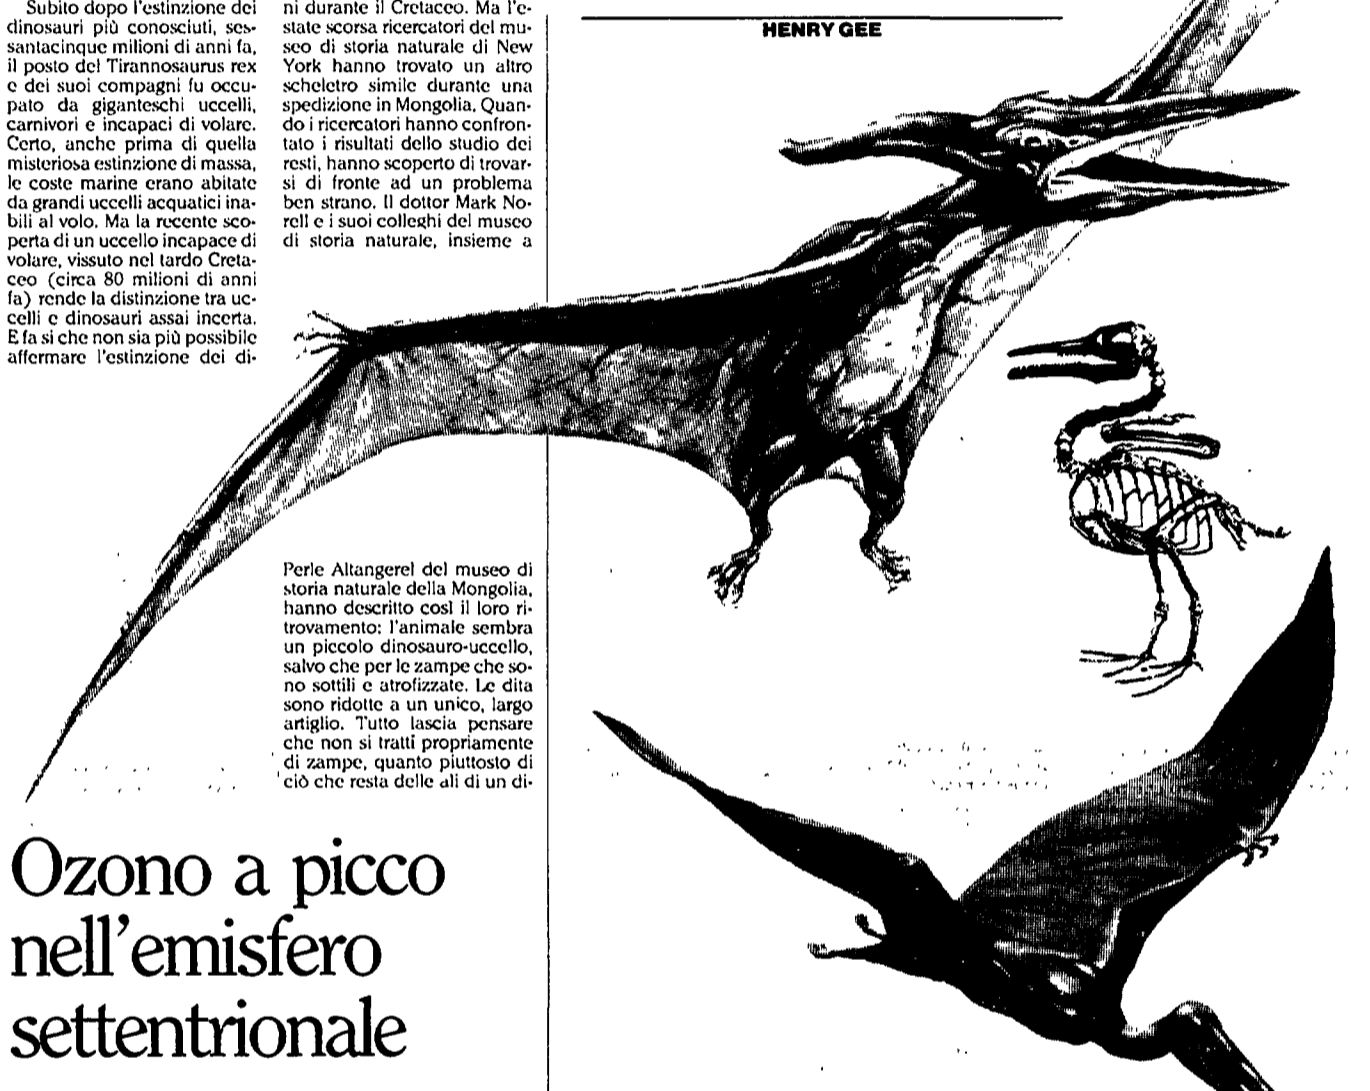 Subito dopo l'estinzione dei
dinosauri più conosciuti, ses-
santacinque milioni di anni fa,
il posto del Tirannosaurus rex
e dei suoi compagni fu occu-
pato da giganteschi uccelli,
carnivori e incapaci di volare.
Certo, anche prima di quella
misteriosa estinzione di massa,
le coste marine erano abitate
da grandi uccelli acquatici ina-
bili al volo. Ma la recente sco-
perta di un uccello incapace di
volare, vissuto nel tardo Creta-
ceo (circa 80 milioni di anni
fa) rende la distinzione tra uc-
celli e dinosauri assai incerta.
E fa si che non sia più possibile
affermare l'estinzione dei di-
ni durante il Cretaceo. Ma l'e-
state scorsa ricercatori del mu-
seo di storia naturale di New
York hanno trovato un altro
scheletro simile durante una
spedizione in Mongolia. Quan-
do i ricercatori hanno confron-
tato i risultati dello studio dei
resti, hanno scoperto di trovar-
si di fronte ad un problema
ben strano. Il dottor Mark No-
rell e i suoi colleghi del museo
di storia naturale, insieme a
Perle Altangerel del museo di
storia naturale della Mongolia,
hanno descritto così il loro ri-
trovamento: l'animale sembra
un piccolo dinosauro-uccello,
salvo che per le zampe che so-
no sottili e atrofizzate. Le dita
sono ridotte a un unico, largo
artiglio. Tutto lascia pensare
che non si tratti propriamente
di zampe, quanto piuttosto di
ciò che resta delle ali di un di-
HENRY GEE
Ozono a picco
nell'emisfero
settentrionale